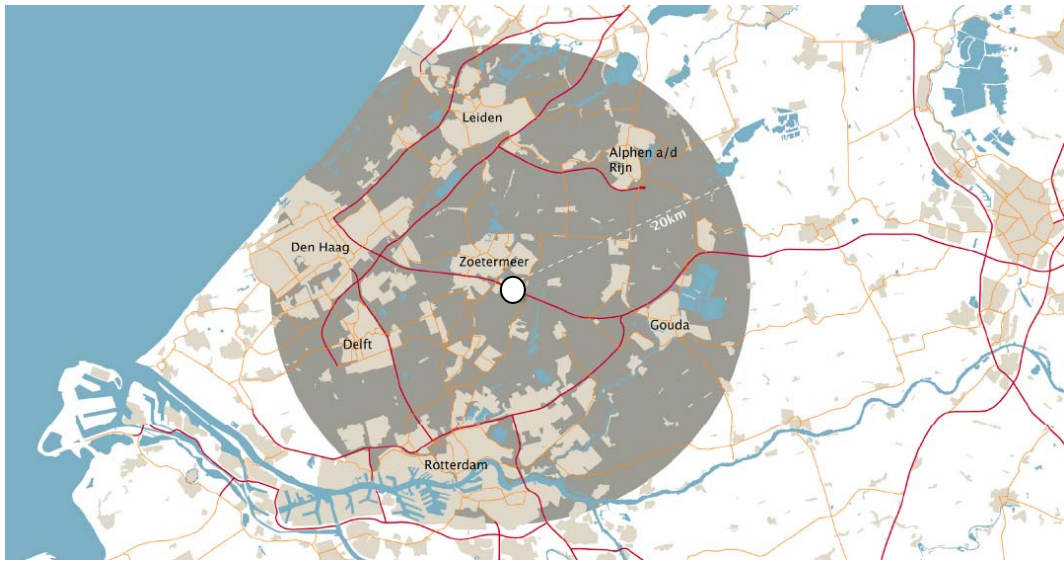 Leiden
Alphen a/d
Rijn
20km
Den Haag
Zoetermeer
Gouda
Delft
Rotterdam